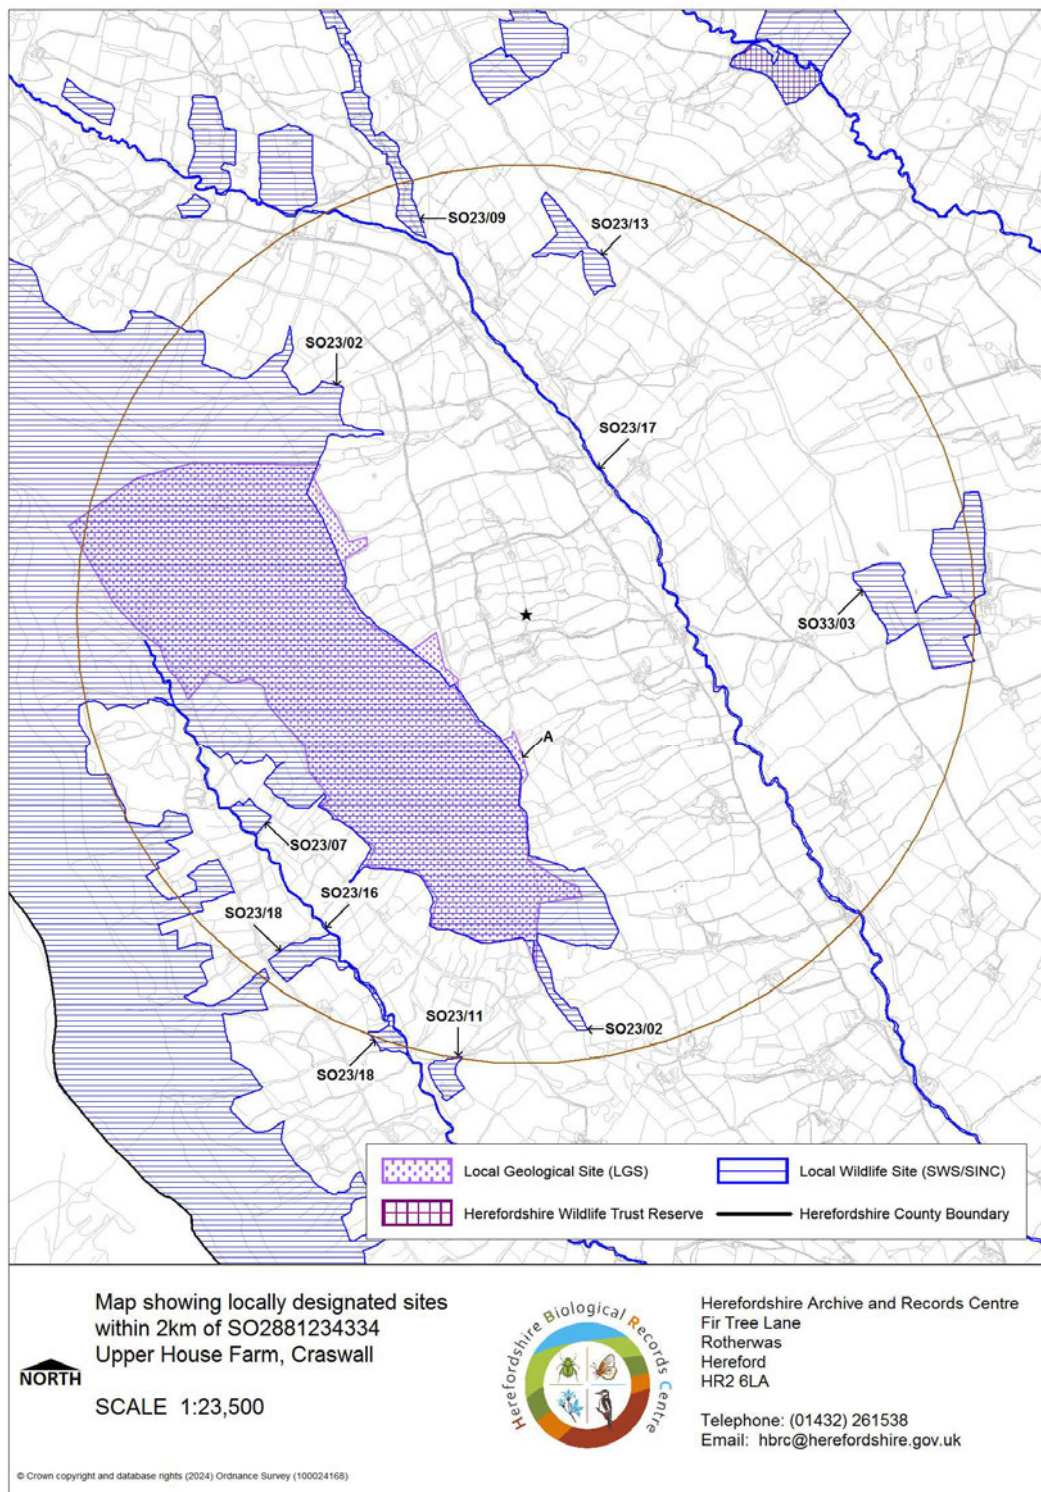 SO23/09
SO23/13
SO23/02
SO23/17
SO33/03
A
SO23/07
SO23/16
SO23/18
SO23/11
SO23/02
SO23/18
Local Geological Site (LGS)
Local Wildlife Site (SWS/SINC)
Herefordshire Wildlife Trust Reserve
Herefordshire County Boundary
NORTH
Map showing locally designated sites
within 2km of SO2881234334
Upper House Farm, Craswall
SCALE 1:23,500
Herefordshire Biological Records Centre
Herefordshire Archive and Records Centre
Fir Tree Lane
Rotherwas
Hereford
HR2 6LA
Telephone: (01432) 261538
Email: hbrc@herefordshire.gov.uk
© Crown copyright and database rights (2024) Ordnance Survey (100024168)